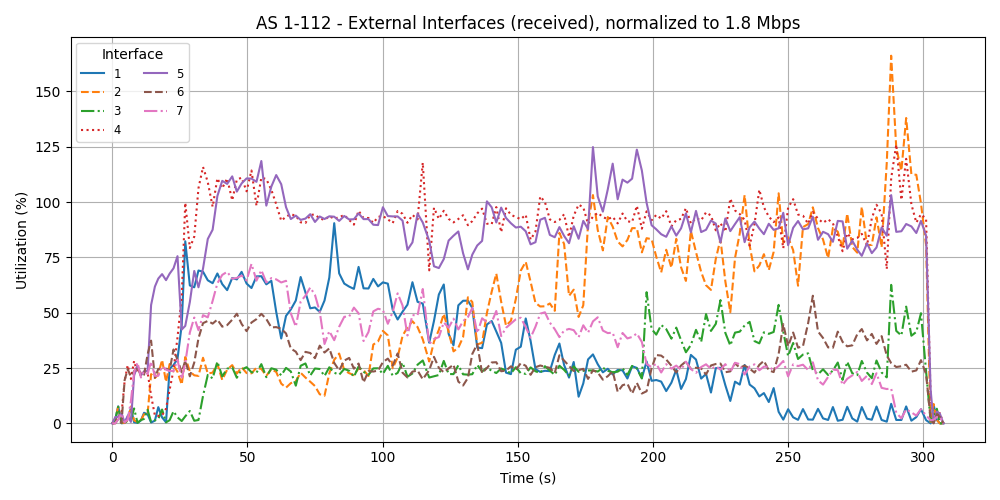 AS 1-112 - External Interfaces (received), normalized to 1.8 Mbps
Interface
1
2
3
4
5
6
7
Utilization (%)
150
125
100
75
50
25
0
0 50 100 150 200 250 300
Time (s)